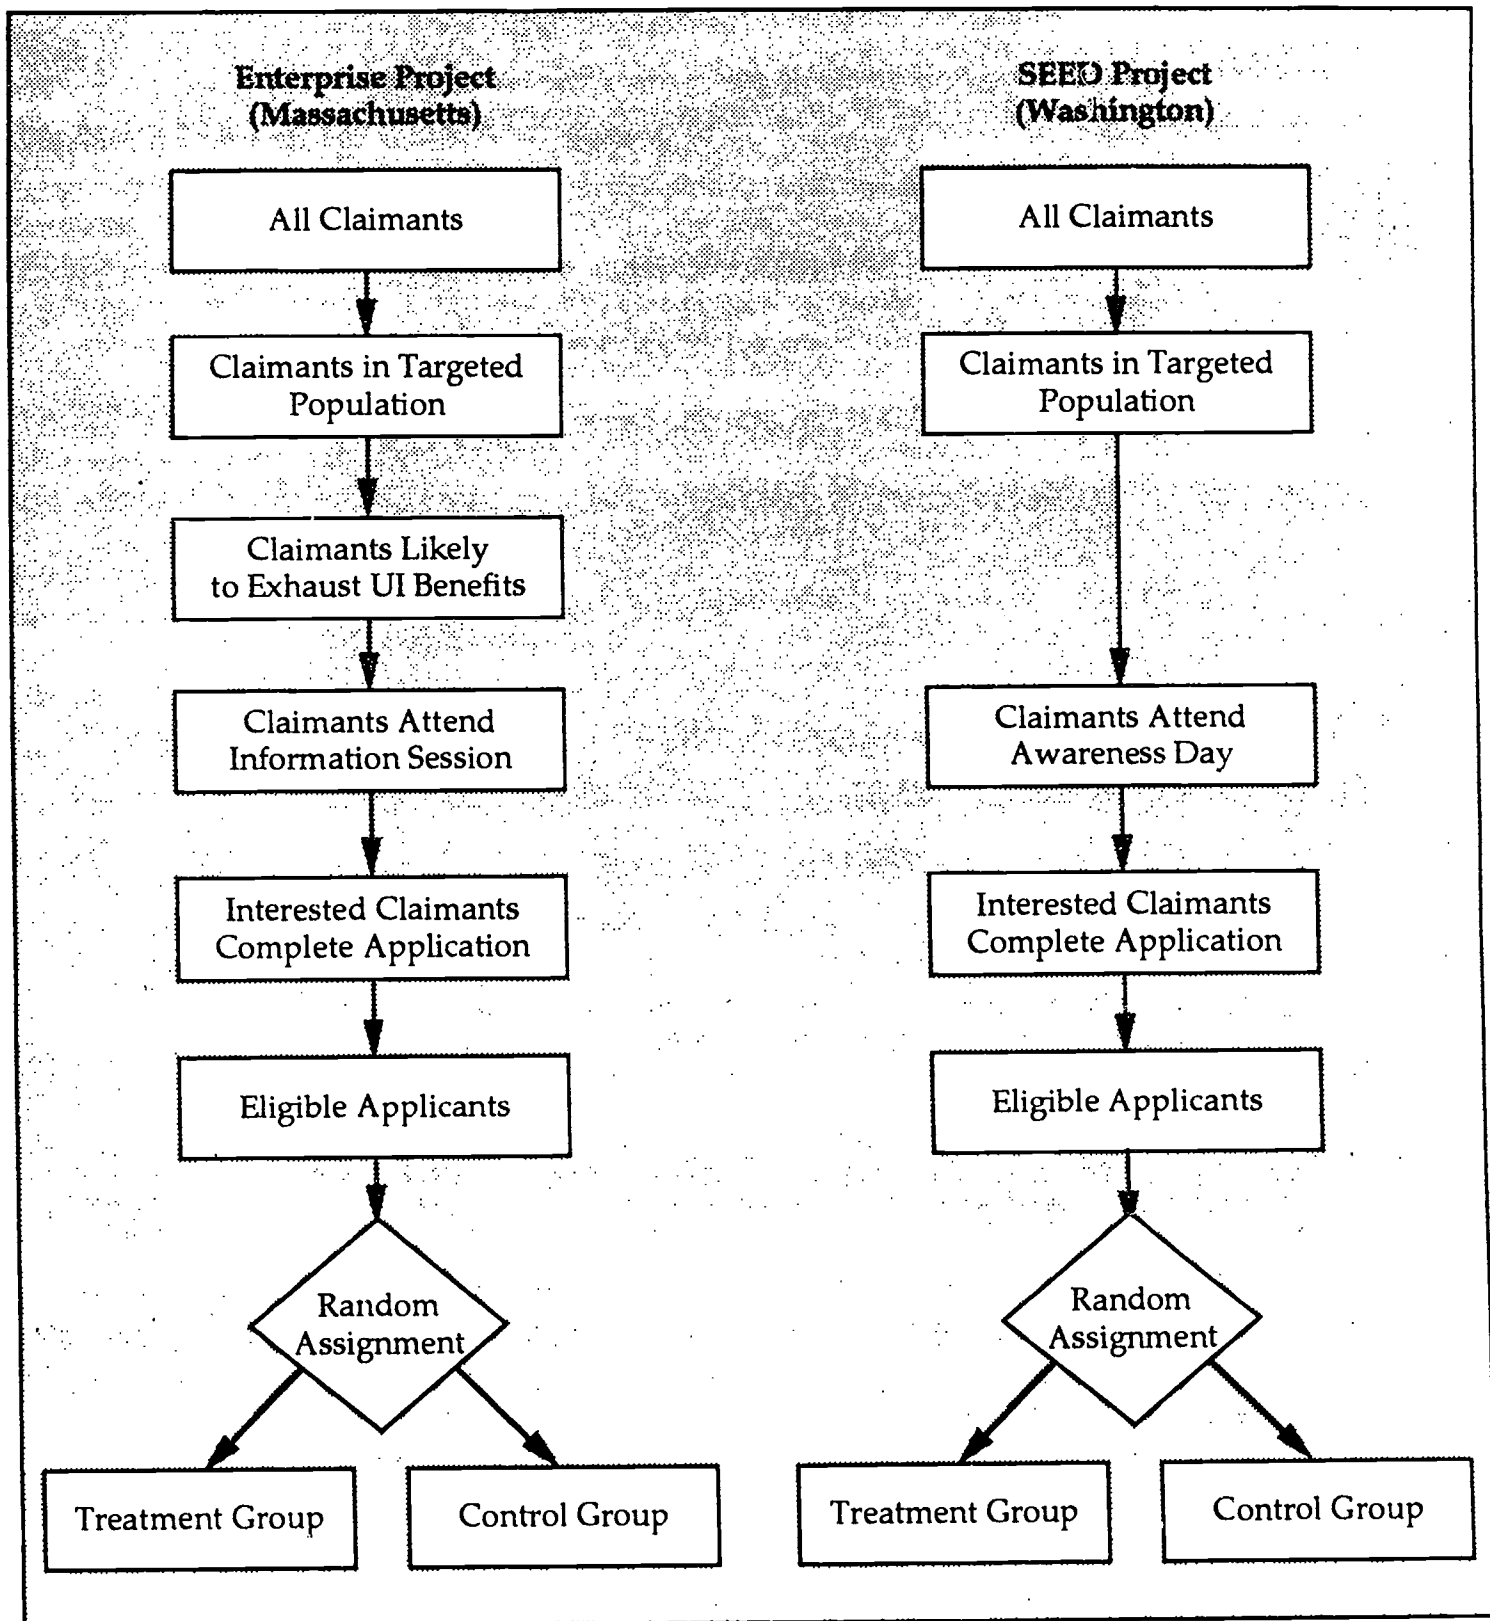 Enterprise Project
(Massachusetts)
All Claimants
Claimants in Targeted
Population
Claimants Likely
to Exhaust UI Benefits
Claimants Attend
Information Session
Interested Claimants
Complete Application
Eligible Applicants
Random
Assignment
Treatment Group
Control Group
SEED Project
(Washington)
All Claimants
Claimants in Targeted
Population
Claimants Attend
Awareness Day
Interested Claimants
Complete Application
Eligible Applicants
Random
Assignment
Treatment Group
Control Group